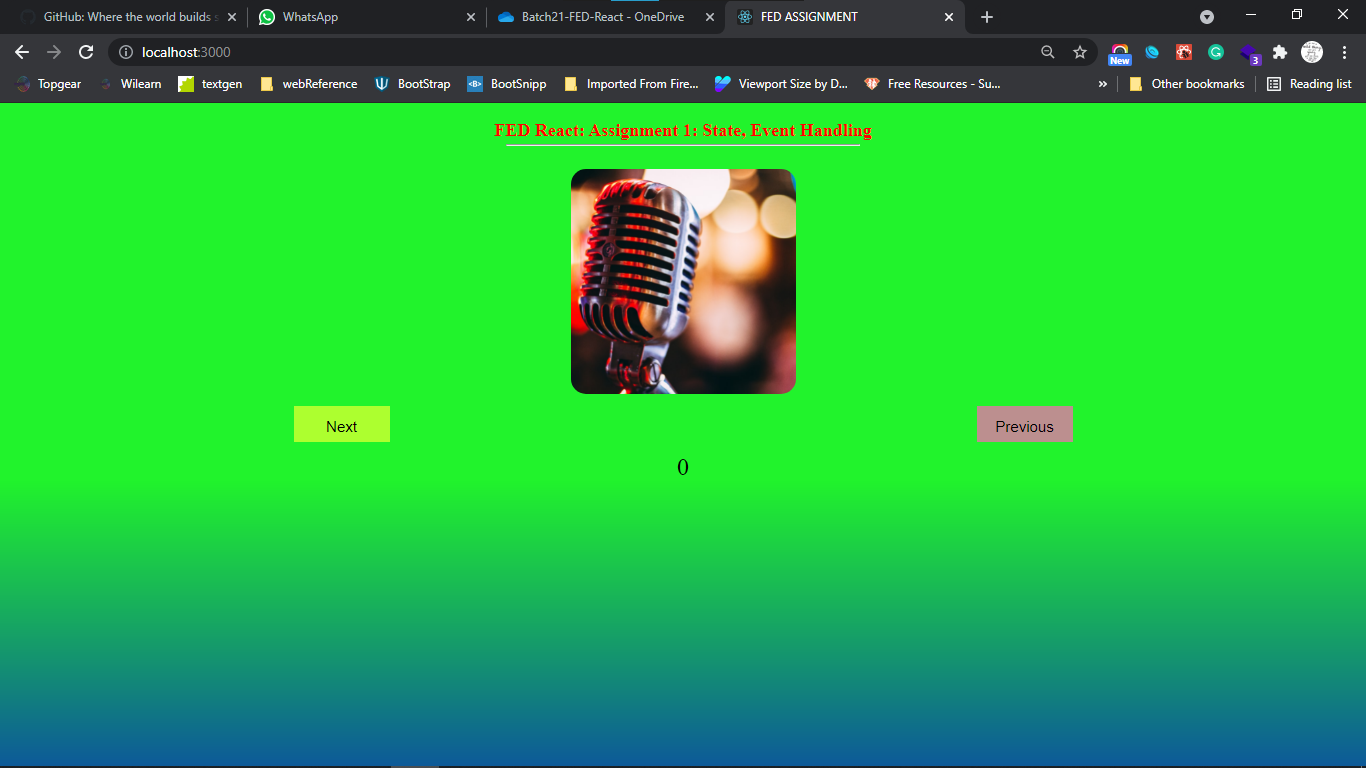 GitHub: Where the world builds s
WhatsApp
Batch21-FED-React - OneDrive
FED ASSIGNMENT
localhost:3000
New
3
Topgear
Wilearn
textgen
webReference
BootStrap
<B>
BootSnipp
Imported From Fire...
Viewport Size by D...
Free Resources - Su...
»
Other bookmarks
Reading list
FED React: Assignment 1: State, Event Handling
Next
Previous
0